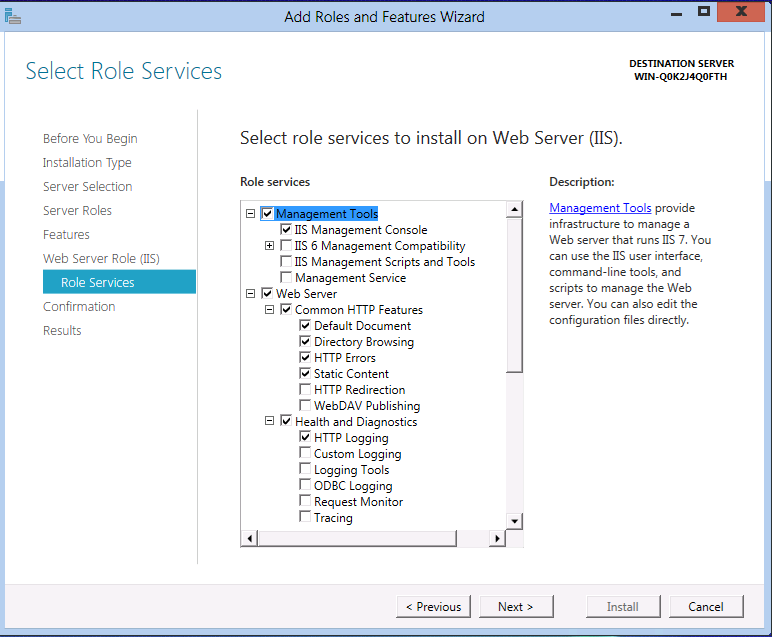 Add Roles and Features Wizard
Select Role Services
DESTINATION SERVER
WIN-Q0K2J4Q0FTH
Before You Begin
Installation Type
Server Selection
Server Roles
Features
Web Server Role (IIS)
Role Services
Confirmation
Results
Select role services to install on Web Server (IIS).
Role services
Management Tools
IIS Management Console
IIS 6 Management Compatibility
IIS Management Scripts and Tools
Management Service
Web Server
Common HTTP Features
Default Document
Directory Browsing
HTTP Errors
Static Content
HTTP Redirection
WebDAV Publishing
Health and Diagnostics
HTTP Logging
Custom Logging
Logging Tools
ODBC Logging
Request Monitor
Tracing
Description:
Management Tools provide
infrastructure to manage a
Web server that runs IIS 7. You
can use the IIS user interface,
command-line tools, and
scripts to manage the Web
server. You can also edit the
configuration files directly.
< Previous
Next >
Install
Cancel